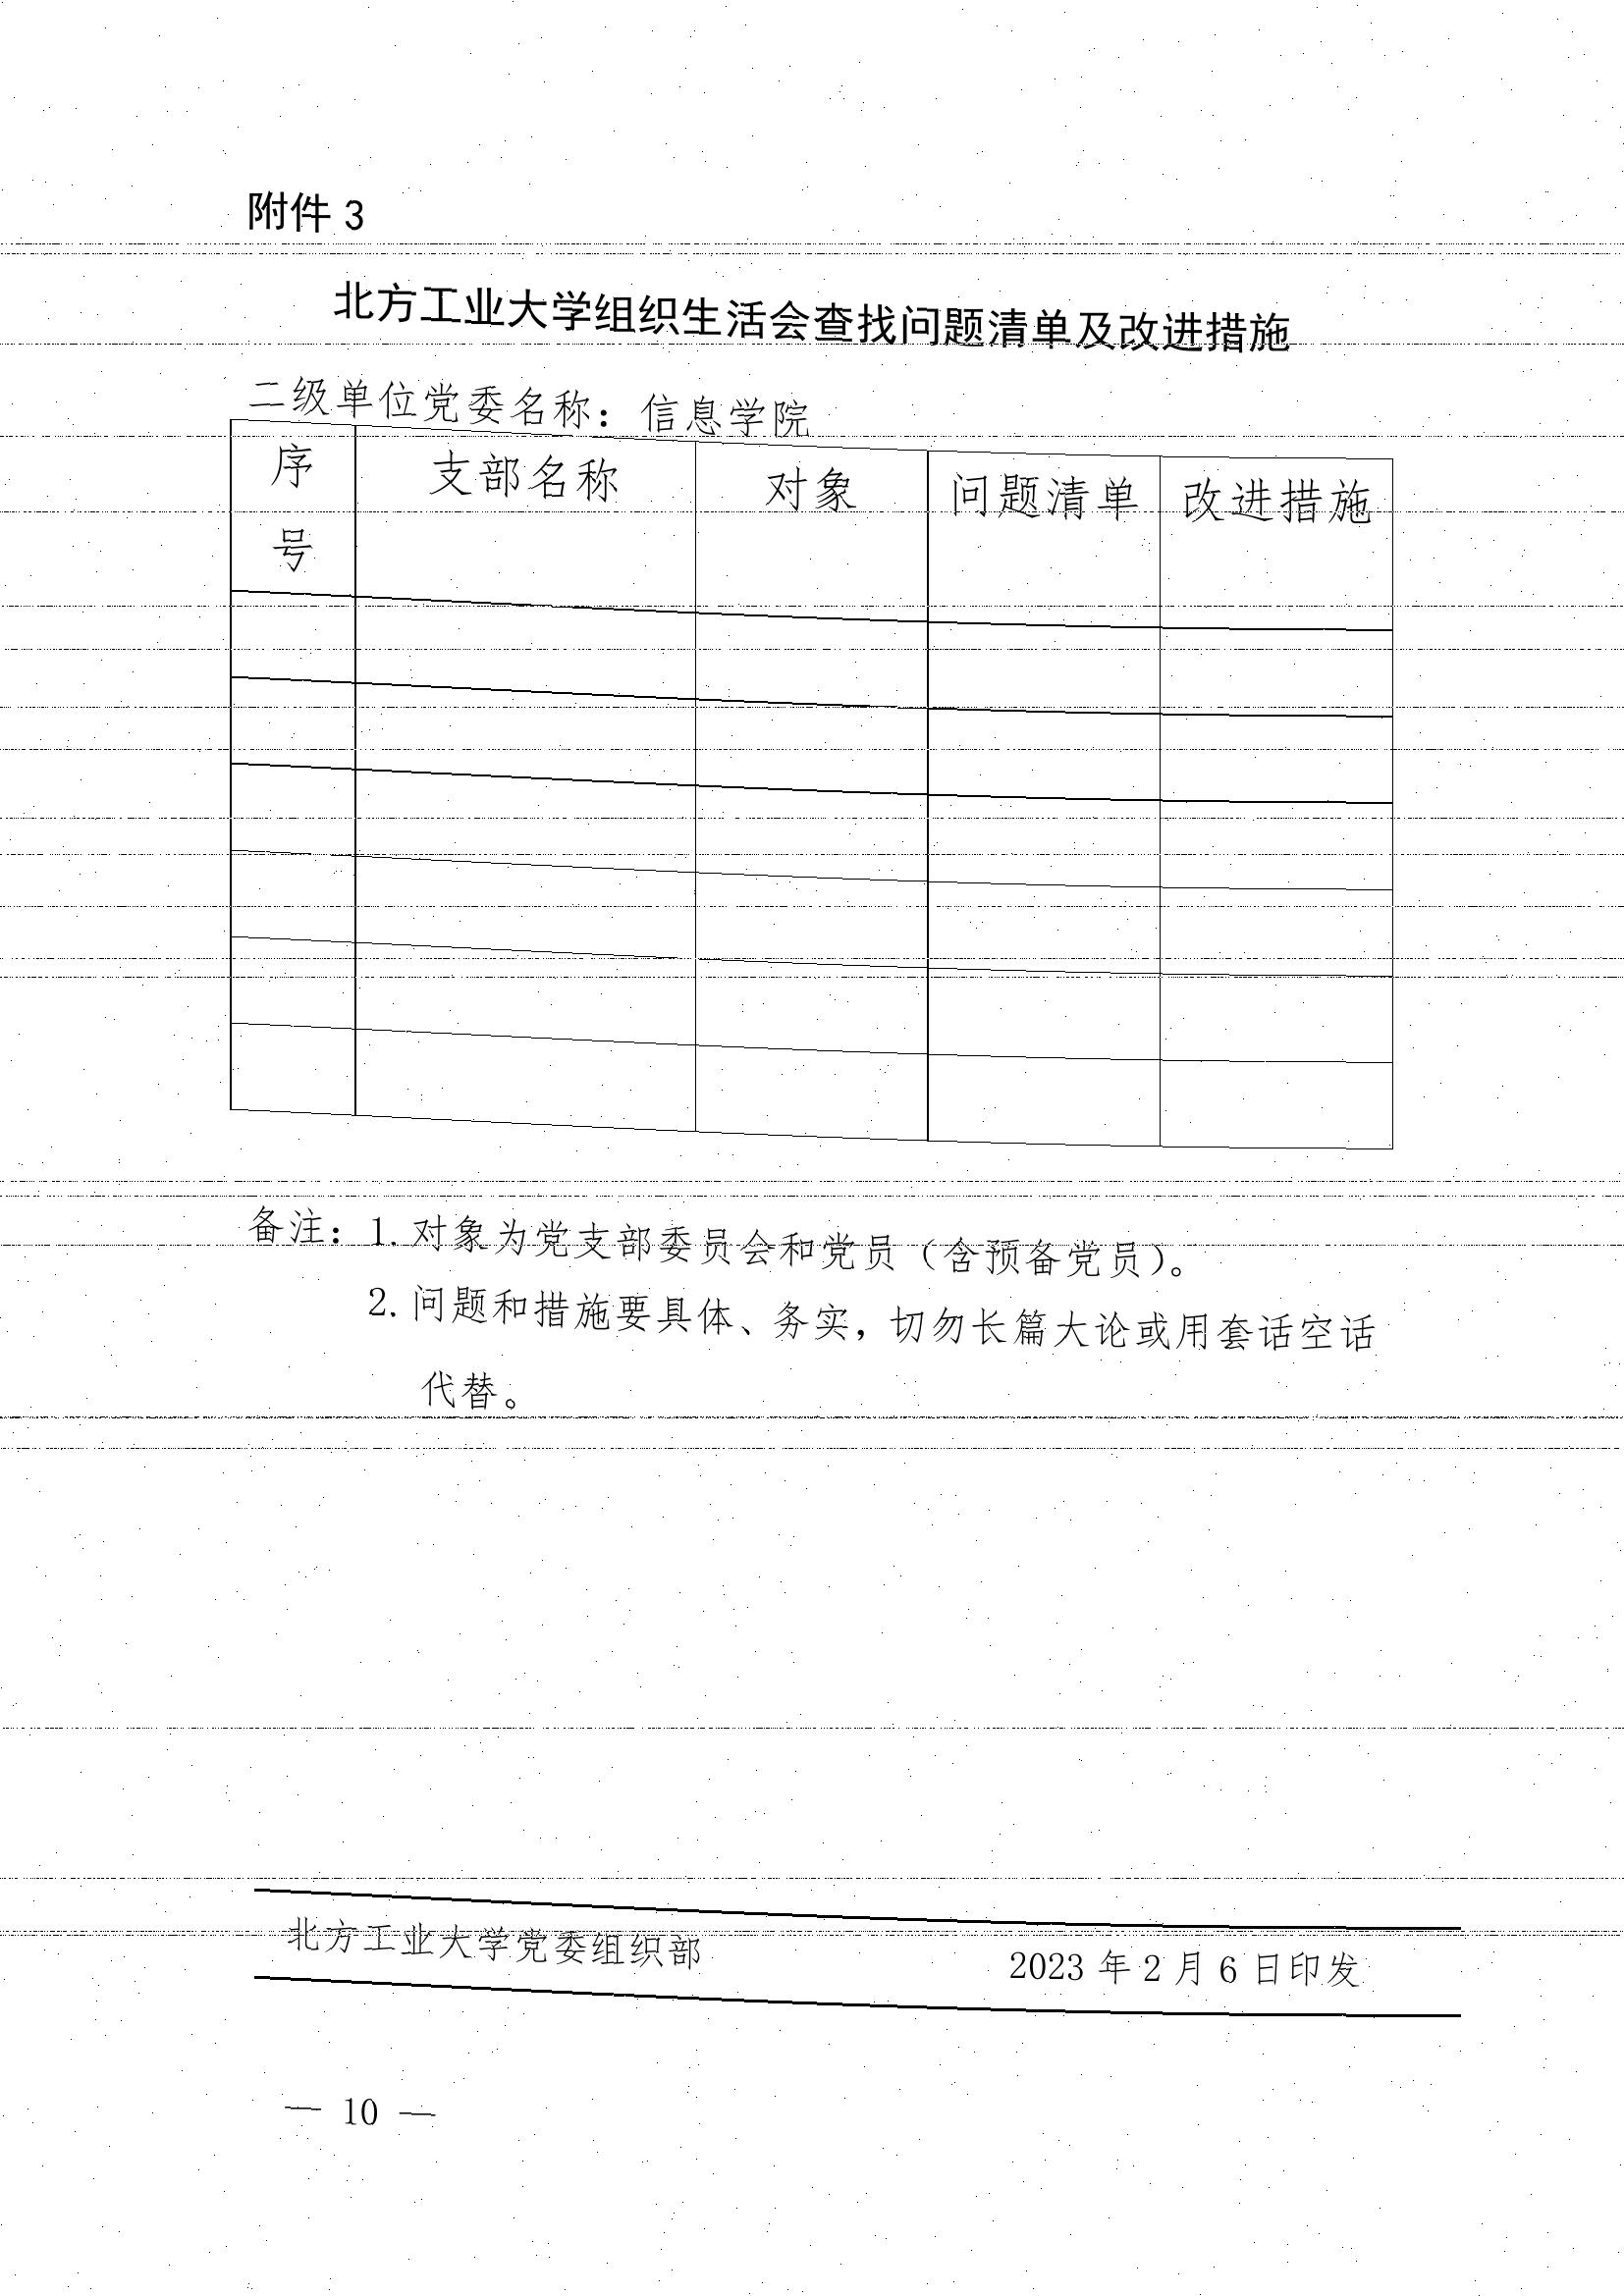 附件 3
北方工业大学组织生活会查找问题清单及改进措施
二级单位党委名称：信息学院
序号 支部名称 对象 问题清单 改进措施
备注：1. 对象为党支部委员会和党员（含预备党员）。
2. 问题和措施要具体、务实，切勿长篇大论或用套话空话
代替。
北方工业大学党委组织部 2023 年 2 月 6 日印发
— 10 —